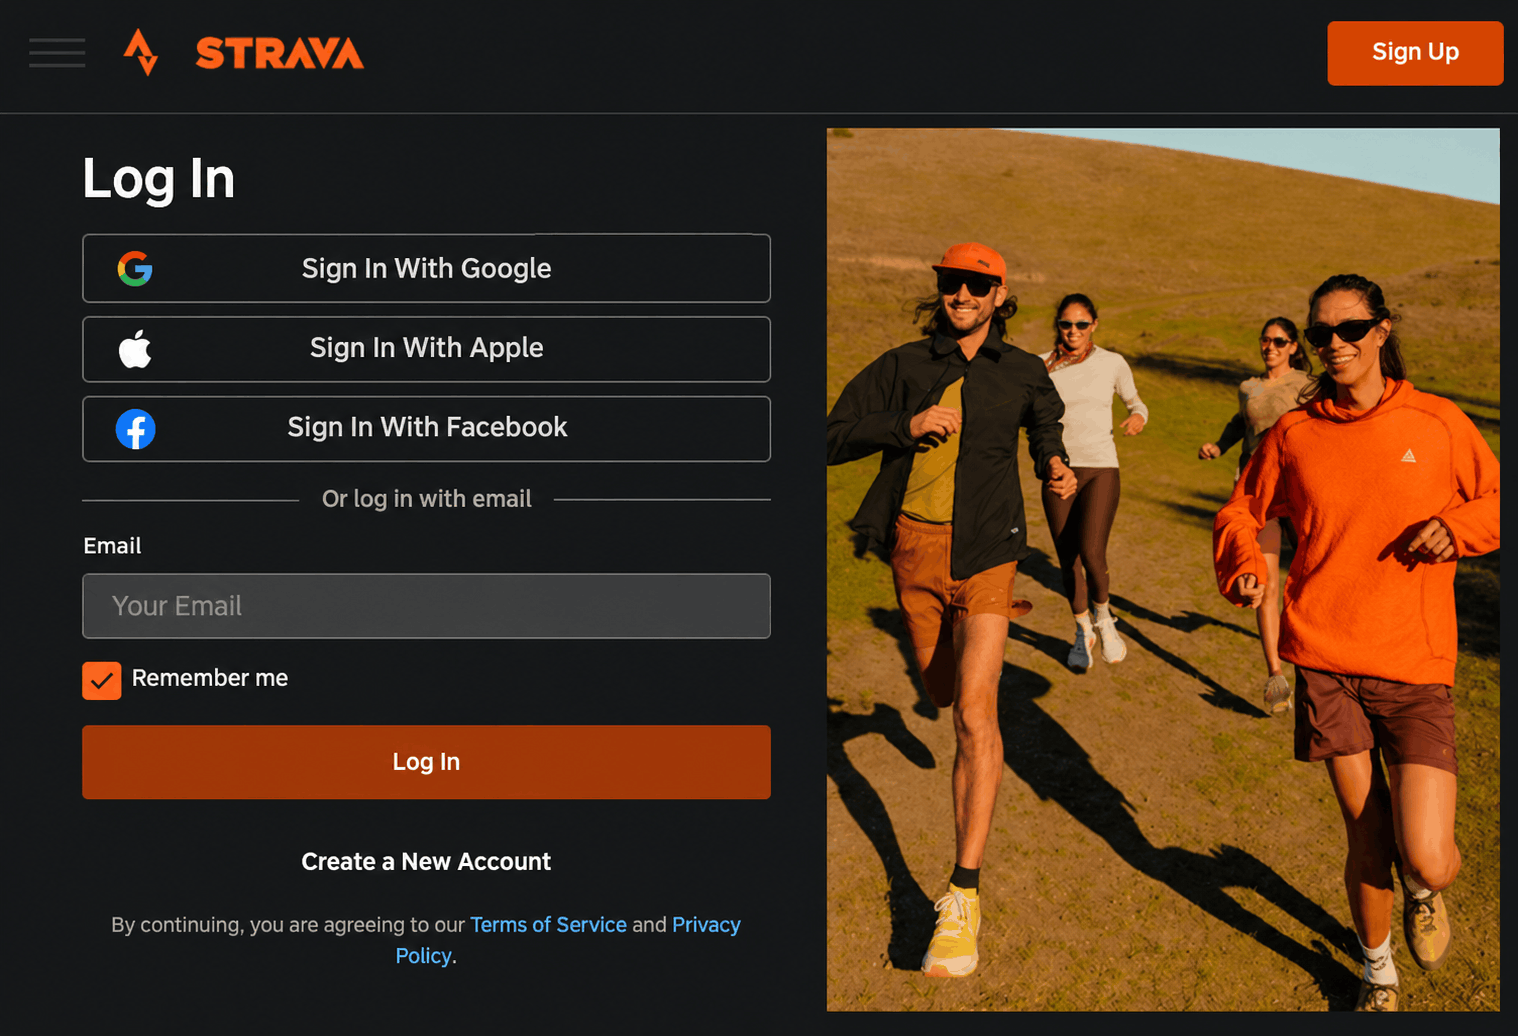 STRAVA
Sign Up
Log In
Sign In With Google
Sign In With Apple
Sign In With Facebook
Or log in with email
Email
Your Email
Remember me
Log In
Create a New Account
By continuing, you are agreeing to our Terms of Service and Privacy
Policy.